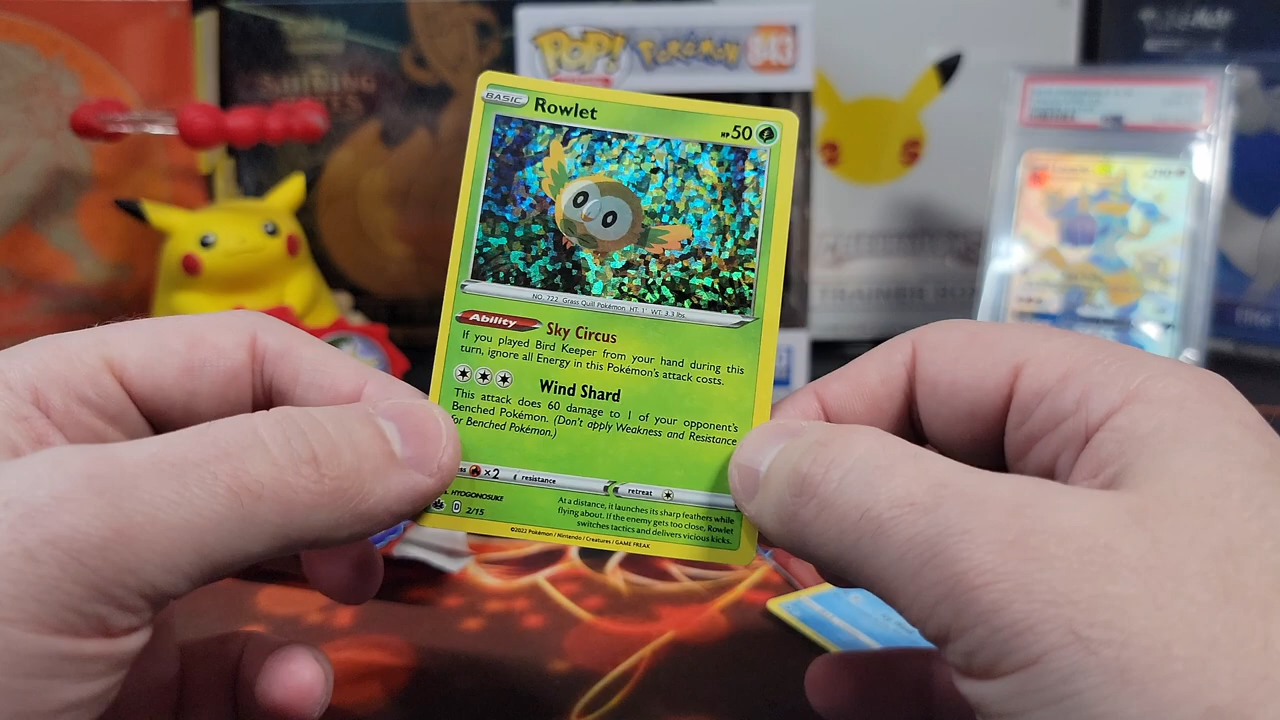 POP!
Pokémon
943
BASIC
Rowlet
HP 50
NO. 722 Grass Quill Pokémon HT: 1' WT: 3.3 lbs.
Ability
Sky Circus
If you played Bird Keeper from your hand during this
turn, ignore all Energy in this Pokémon's attack costs.
Wind Shard
This attack does 60 damage to 1 of your opponent's
Benched Pokémon. (Don't apply Weakness and Resistance
for Benched Pokémon.)
×2
resistance
retreat
HYOGONOSUKE
D 2/15
At a distance, it launches its sharp feathers while
flying about. If the enemy gets too close, Rowlet
switches tactics and delivers vicious kicks.
©2022 Pokémon / Nintendo / Creatures / GAME FREAK